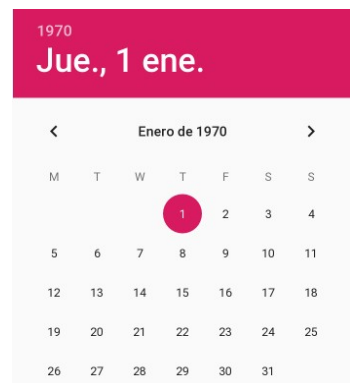 1970
Jue., 1 ene.
Enero de 1970
M T W T F S S
1 2 3 4
5 6 7 8 9 10 11
12 13 14 15 16 17 18
19 20 21 22 23 24 25
26 27 28 29 30 31